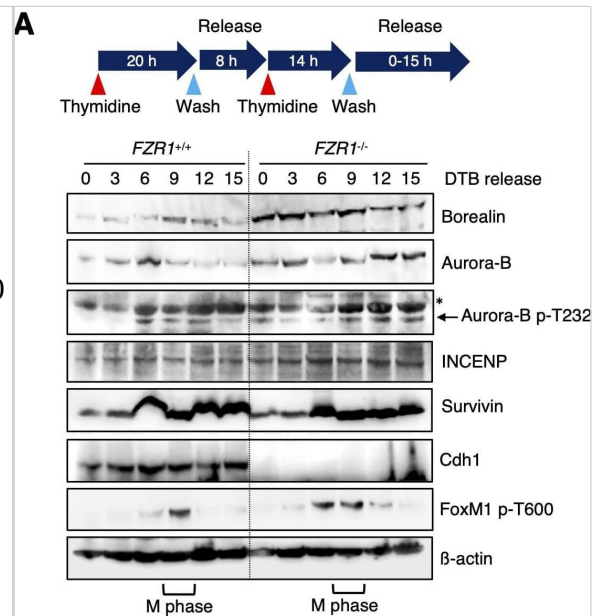 A
Release Release
20 h 8 h 14 h 0-15 h
Thymidine Wash Thymidine Wash
FZR1+/+ FZR1-/-
0 3 6 9 12 15 0 3 6 9 12 15 DTB release
Borealin
Aurora-B
*
Aurora-B p-T232
INCENP
Survivin
Cdh1
FoxM1 p-T600
ß-actin
M phase M phase